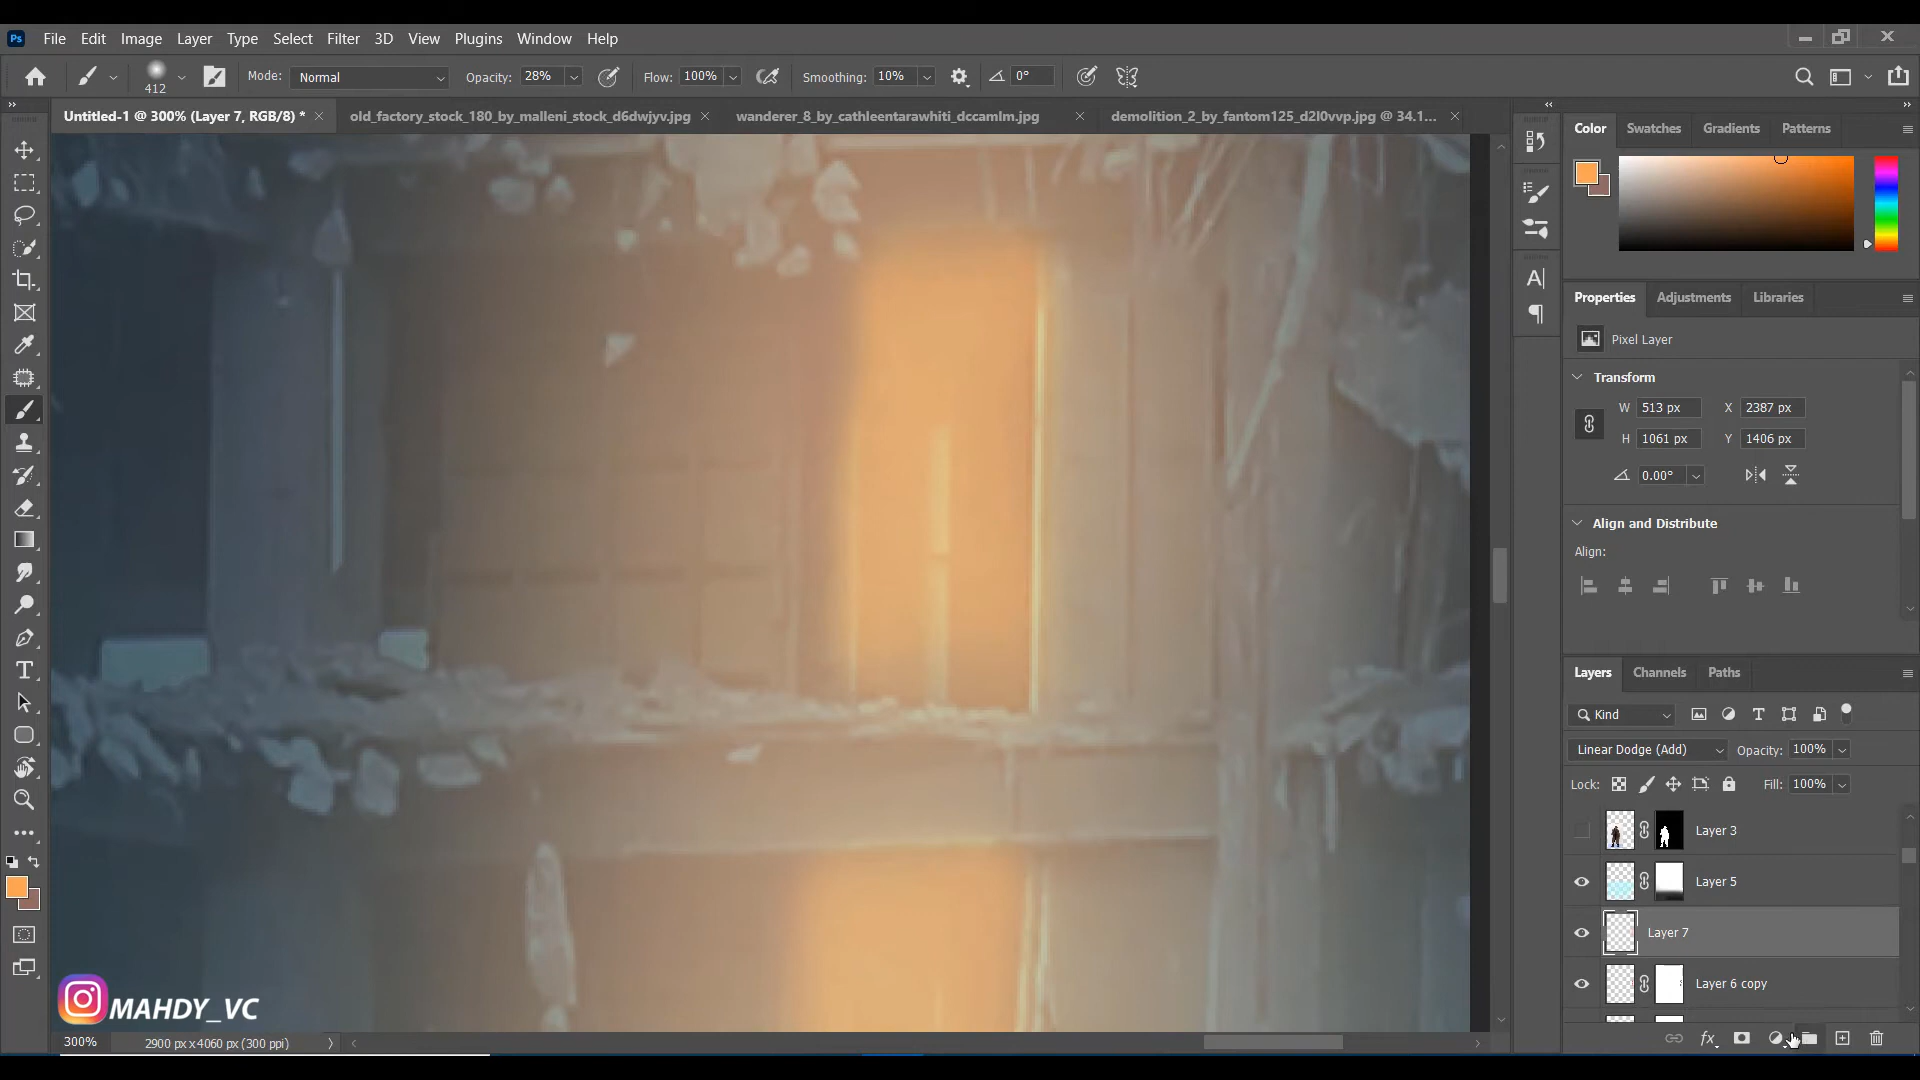 Ps File Edit Image Layer Type Select Filter 3D View Plugins Window Help
412 Mode: Normal Opacity: 28% Flow: 100% Smoothing: 10% 0°
Untitled-1 @ 300% (Layer 7, RGB/8) * old_factory_stock_180_by_malleni_stock_d6dwjyv.jpg wanderer_8_by_cathleentarawhiti_dccamlm.jpg demolition_2_by_fantom125_d2l0vvp.jpg @ 34.1...
Color Swatches Gradients Patterns
Properties Adjustments Libraries
Pixel Layer
Transform
W 513 px X 2387 px
H 1061 px Y 1406 px
0.00°
Align and Distribute
Align:
Layers Channels Paths
Kind
Linear Dodge (Add) Opacity: 100%
Lock: Fill: 100%
Layer 3
Layer 5
Layer 7
Layer 6 copy
fx
MAHDY_VC
300% 2900 px x 4060 px (300 ppi)